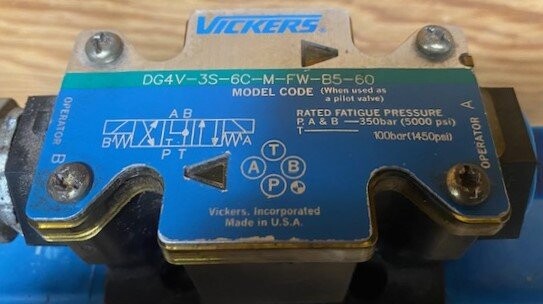 VICKERS
DG4V-3S-6C-M-FW-B5-60
MODEL CODE (When used as a pilot valve)
RATED FATIGUE PRESSURE
P, A & B —350bar (5000 psi)
T —— 100bar (1450psi)
OPERATOR B
OPERATOR A
A B
B T A
P T
T
A B
P
Vickers, Incorporated
Made in U.S.A.